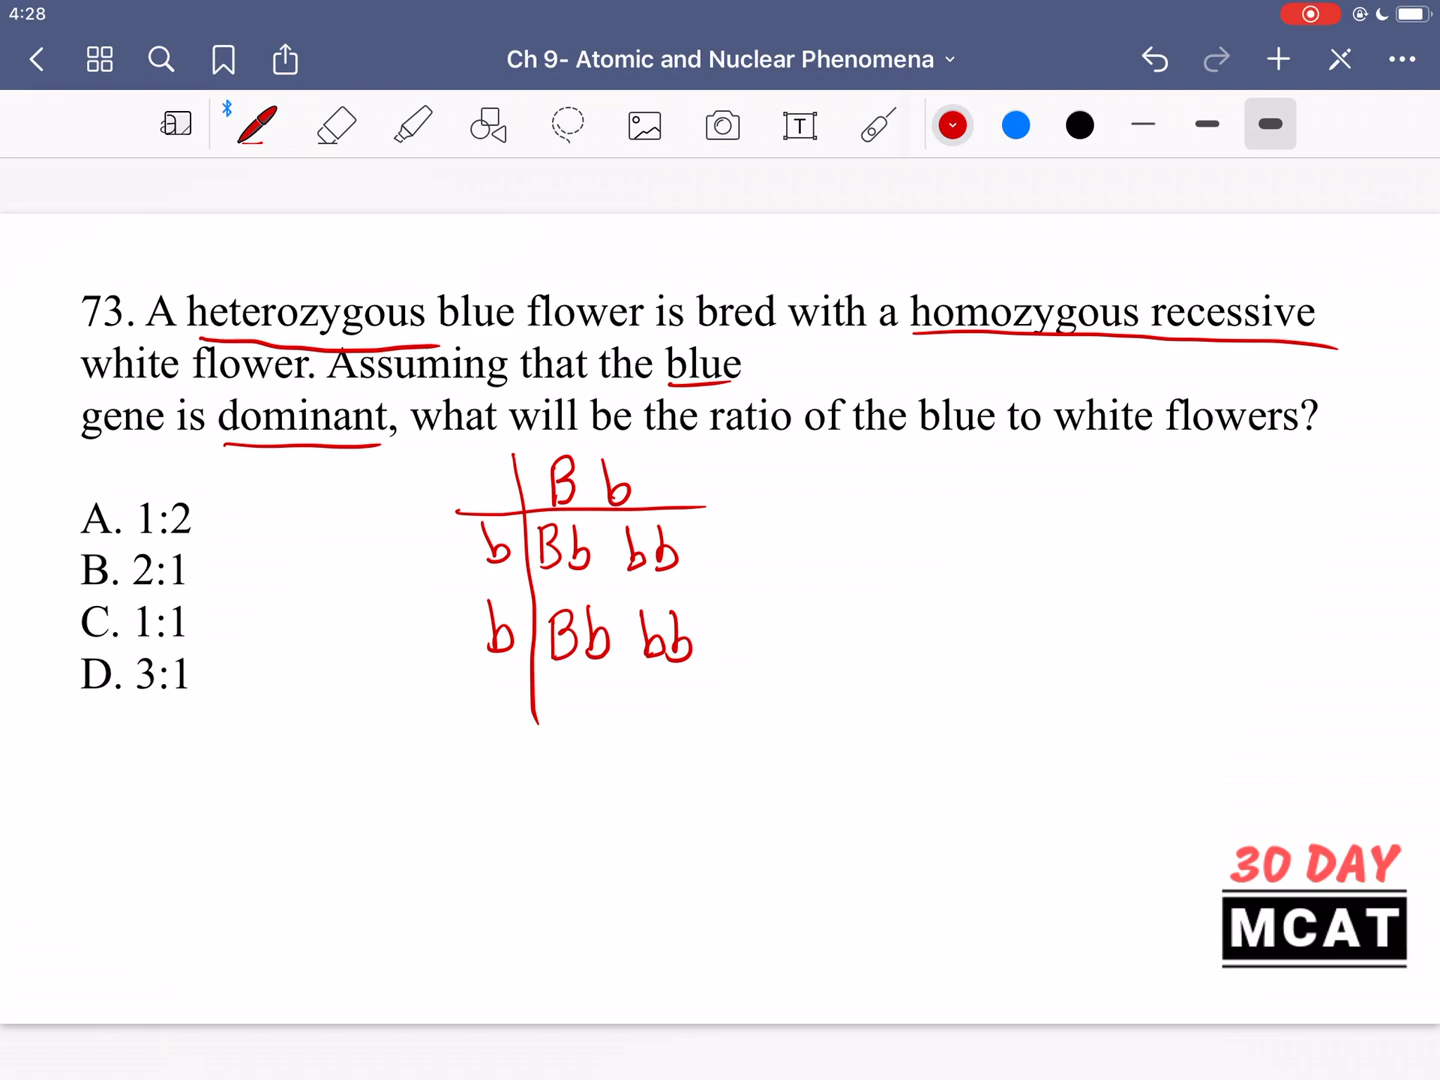 4:28
Ch 9- Atomic and Nuclear Phenomena
T
73. A heterozygous blue flower is bred with a homozygous recessive
white flower. Assuming that the blue
gene is dominant, what will be the ratio of the blue to white flowers?
A. 1:2
B. 2:1
C. 1:1
D. 3:1
B b
b Bb bb
b Bb bb
30 DAY
MCAT